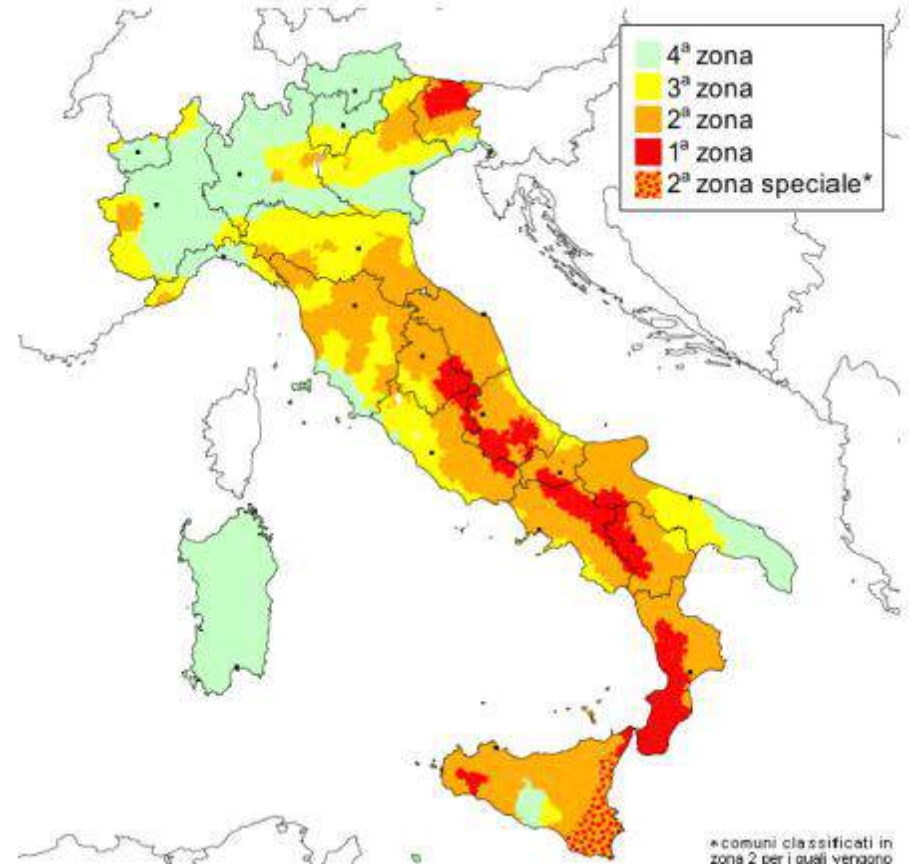 4ª zona
3ª zona
2ª zona
1ª zona
2ª zona speciale*
*comuni classificati in
zona 2 per i quali vengono